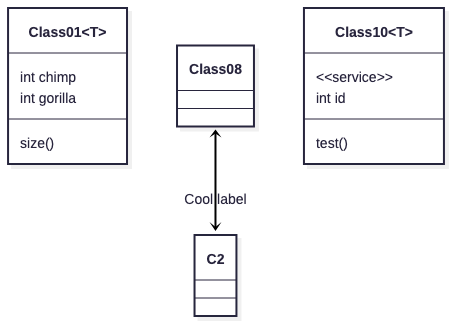 Class01<T>
int chimp
int gorilla
size()
Class08
Cool label
C2
Class10<T>
<<service>>
int id
test()